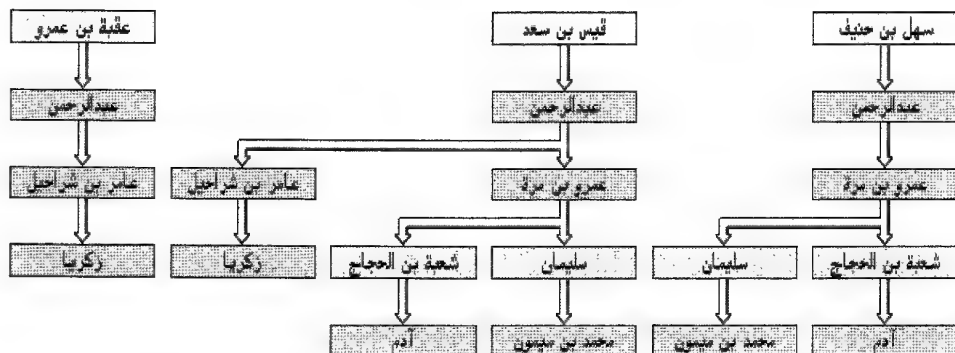 سهل بن حنيف
قيس بن سعد
عقبة بن عمرو
عبدالرحمن
عبدالرحمن
عبدالرحمن
عمرو بن مرة
عمرو بن مرة
عامر بن شراحيل
عامر بن شراحيل
شعبة بن الحجاج
سليمان
سليمان
شعبة بن الحجاج
زكريا
زكريا
آدم
محمد بن ميمون
محمد بن ميمون
آدم